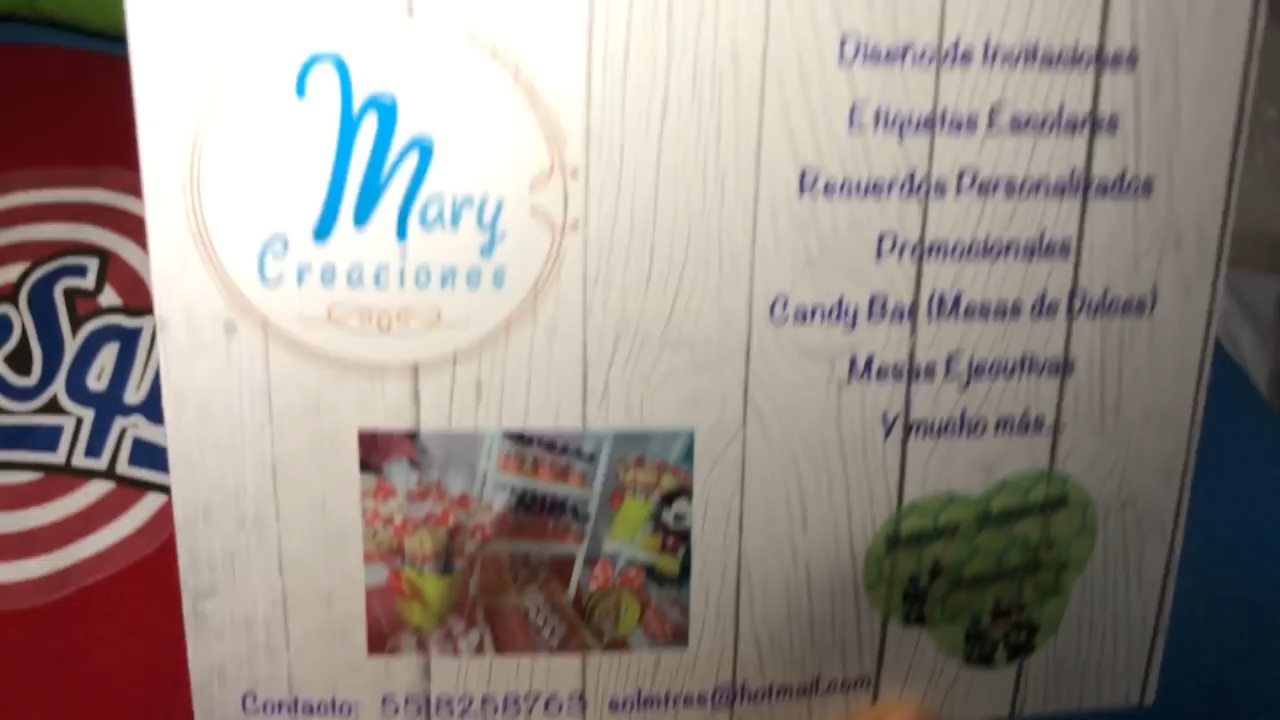 Mary
Creaciones
Diseño de Invitaciones
Etiquetas Escolares
Recuerdos Personalizados
Promocionales
Candy Bar (Mesas de Dulces)
Mesas Ejecutivas
Y mucho más...
Contacto: 5518258763